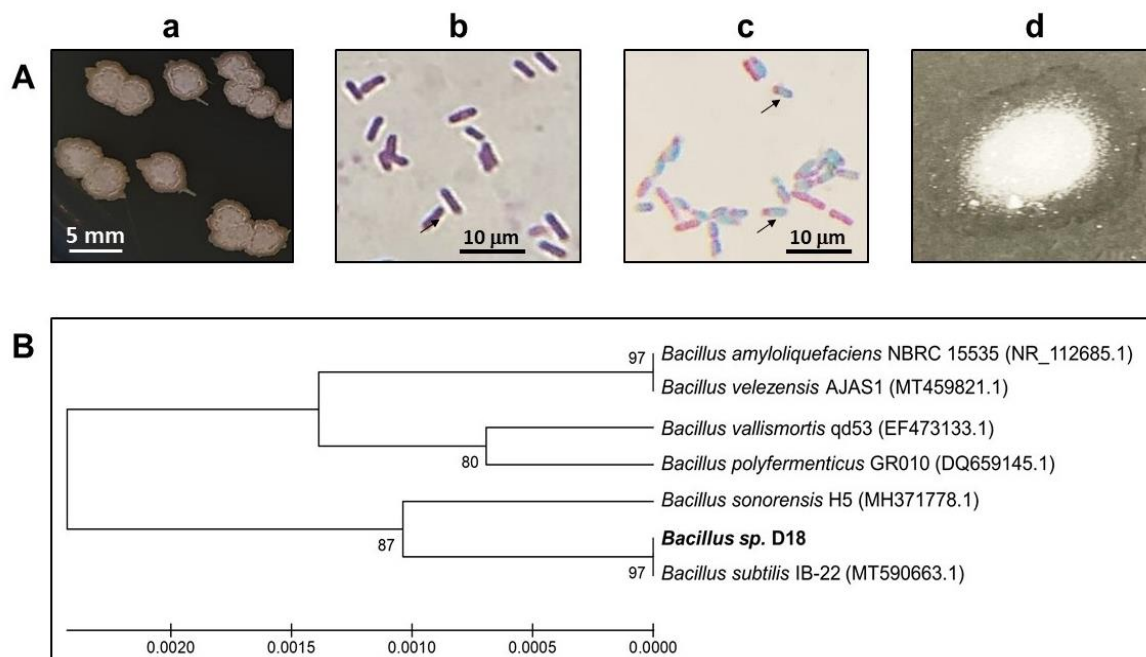 a b c d
A
5 mm
10 µm
10 µm
B
97
Bacillus amyloliquefaciens NBRC 15535 (NR_112685.1)
Bacillus velezensis AJAS1 (MT459821.1)
Bacillus vallismortis qd53 (EF473133.1)
80
Bacillus polyfermenticus GR010 (DQ659145.1)
Bacillus sonorensis H5 (MH371778.1)
87
Bacillus sp. D18
97
Bacillus subtilis IB-22 (MT590663.1)
0.0020 0.0015 0.0010 0.0005 0.0000